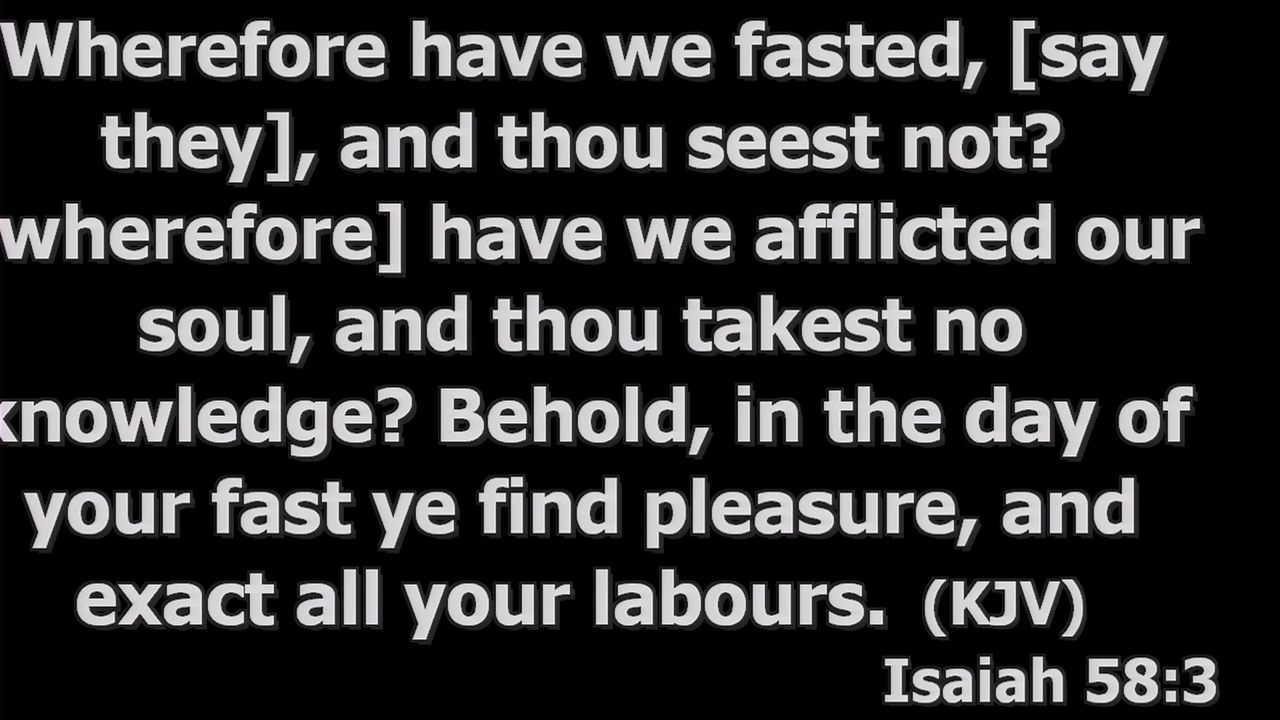 Wherefore have we fasted, [say
they], and thou seest not?
wherefore] have we afflicted our
soul, and thou takest no
knowledge? Behold, in the day of
your fast ye find pleasure, and
exact all your labours. (KJV)
Isaiah 58:3